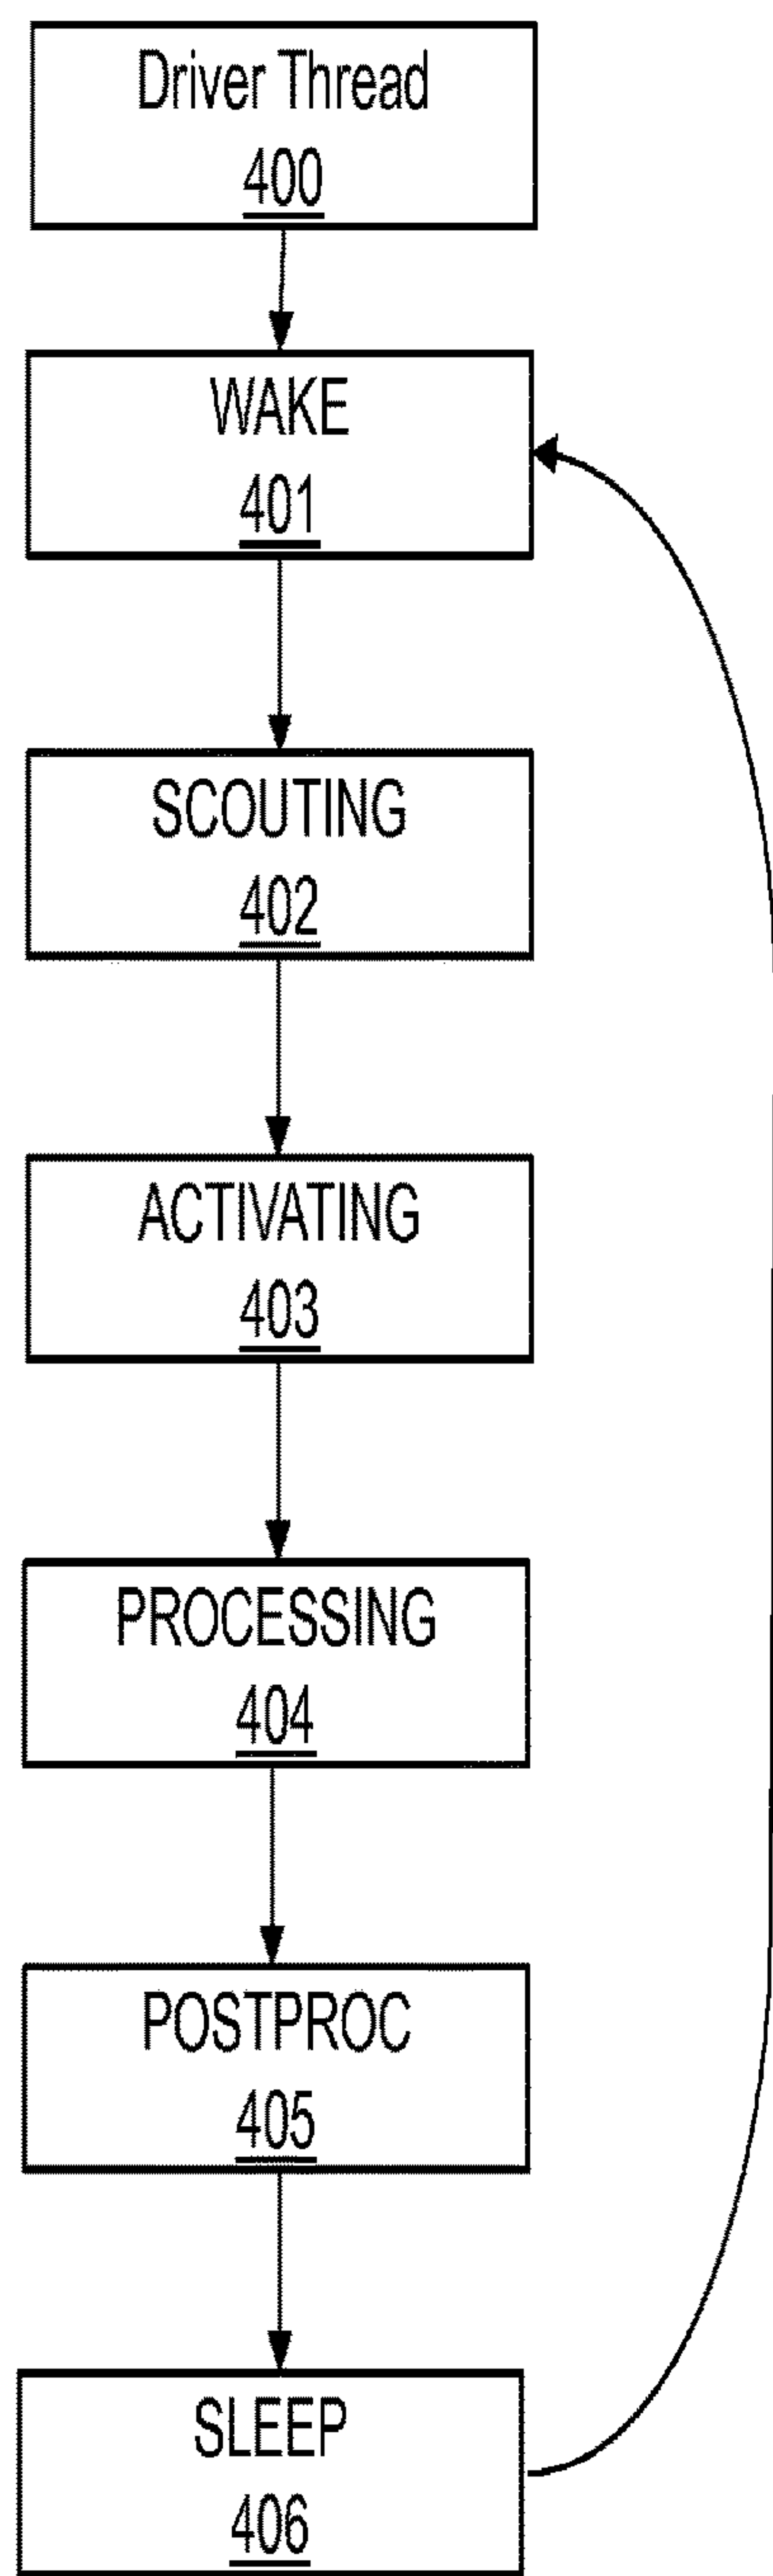 Driver Thread
400
WAKE
401
SCOUTING
402
ACTIVATING
403
PROCESSING
404
POSTPROC
405
SLEEP
406